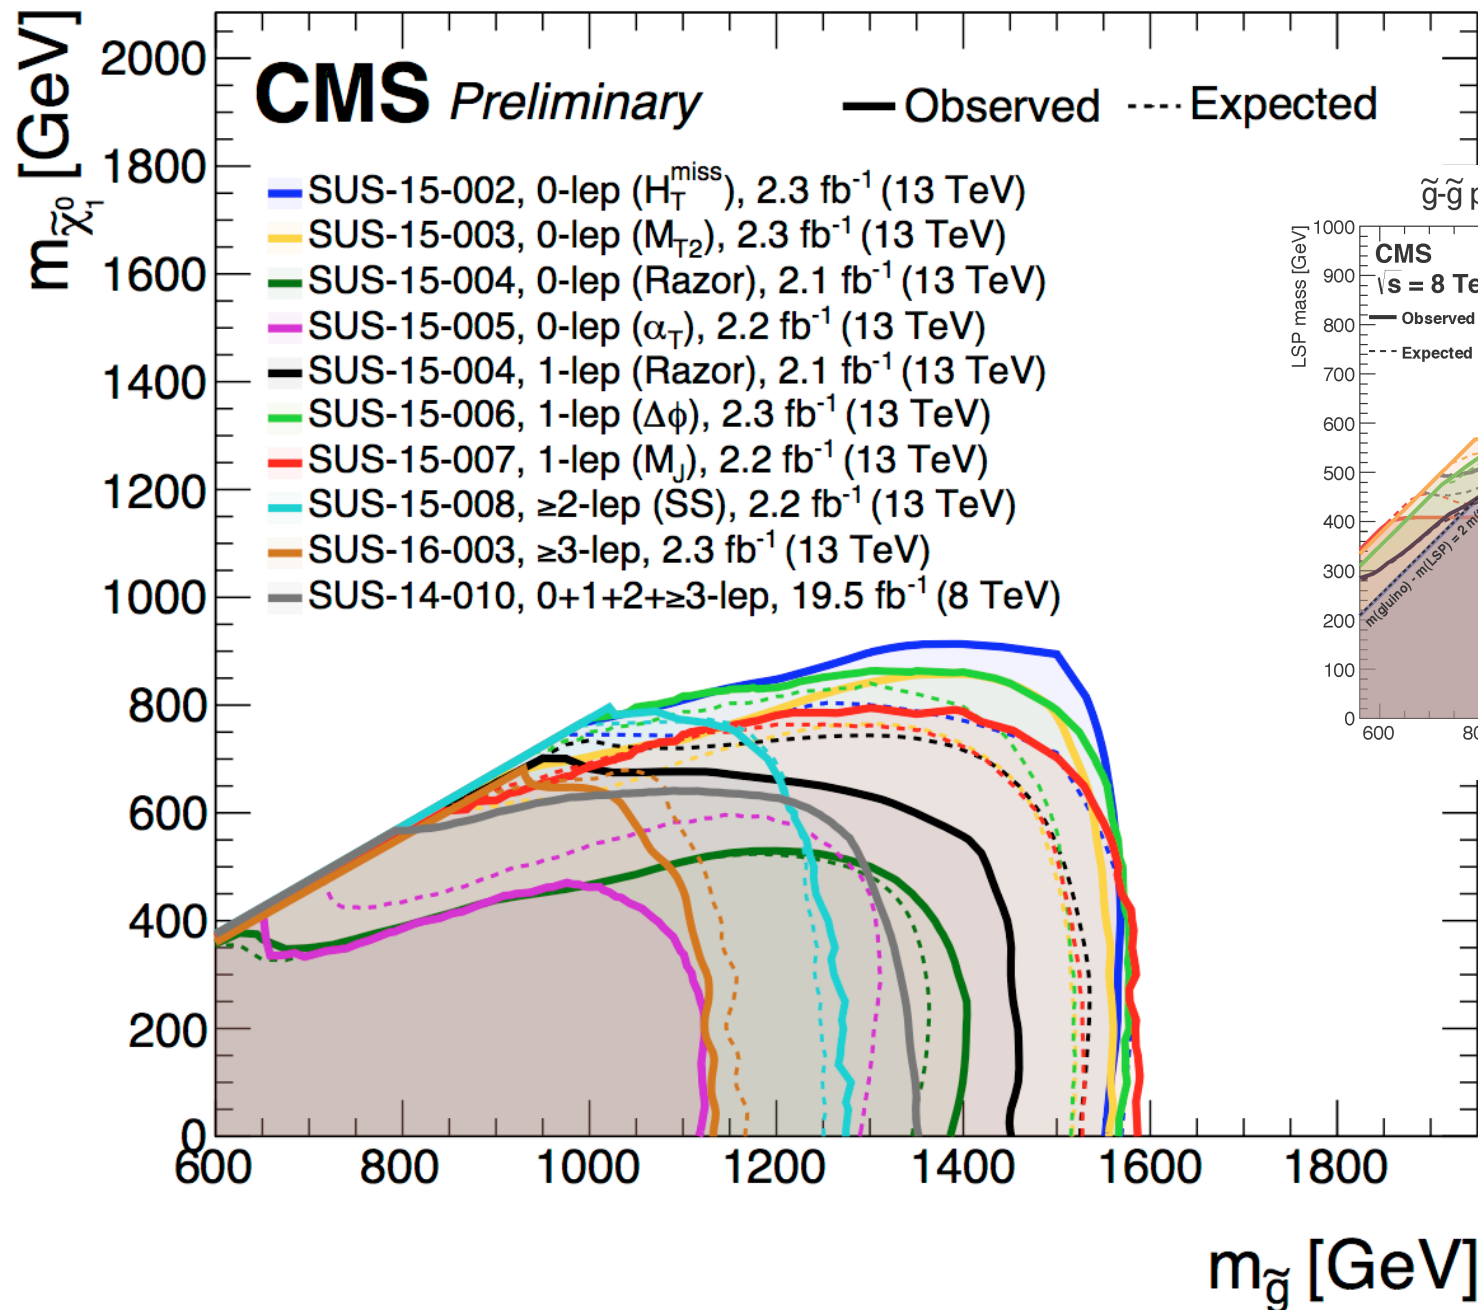 CMS Preliminary
Observed
Expected
SUS-15-002, 0-lep (H_T^miss), 2.3 fb⁻¹ (13 TeV)
SUS-15-003, 0-lep (M_T2), 2.3 fb⁻¹ (13 TeV)
SUS-15-004, 0-lep (Razor), 2.1 fb⁻¹ (13 TeV)
SUS-15-005, 0-lep (α_T), 2.2 fb⁻¹ (13 TeV)
SUS-15-004, 1-lep (Razor), 2.1 fb⁻¹ (13 TeV)
SUS-15-006, 1-lep (Δϕ), 2.3 fb⁻¹ (13 TeV)
SUS-15-007, 1-lep (M_J), 2.2 fb⁻¹ (13 TeV)
SUS-15-008, ≥2-lep (SS), 2.2 fb⁻¹ (13 TeV)
SUS-16-003, ≥3-lep, 2.3 fb⁻¹ (13 TeV)
SUS-14-010, 0+1+2+≥3-lep, 19.5 fb⁻¹ (8 TeV)
m_χ̃₁⁰ [GeV]
2000
1800
1600
1400
1200
1000
800
600
400
200
0
600 800 1000 1200 1400 1600 1800
m_g̃ [GeV]
g̃-g̃ p
LSP mass [GeV]
1000
900
800
700
600
500
400
300
200
100
0
CMS
√s = 8 Te
Observed
Expected
m(gluino) - m(LSP) = 2 m(
600 80